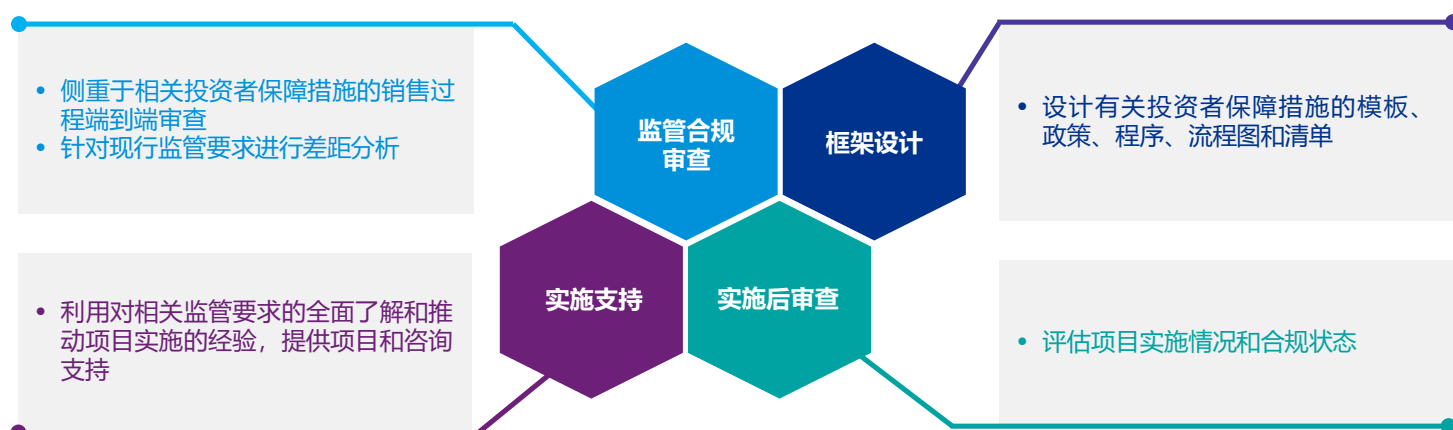 • 侧重于相关投资者保障措施的销售过
程端到端审查
• 针对现行监管要求进行差距分析
监管合规
审查
框架设计
• 设计有关投资者保障措施的模板、
政策、程序、流程图和清单
• 利用对相关监管要求的全面了解和推
动项目实施的经验，提供项目和咨询
支持
实施支持
实施后审查
• 评估项目实施情况和合规状态